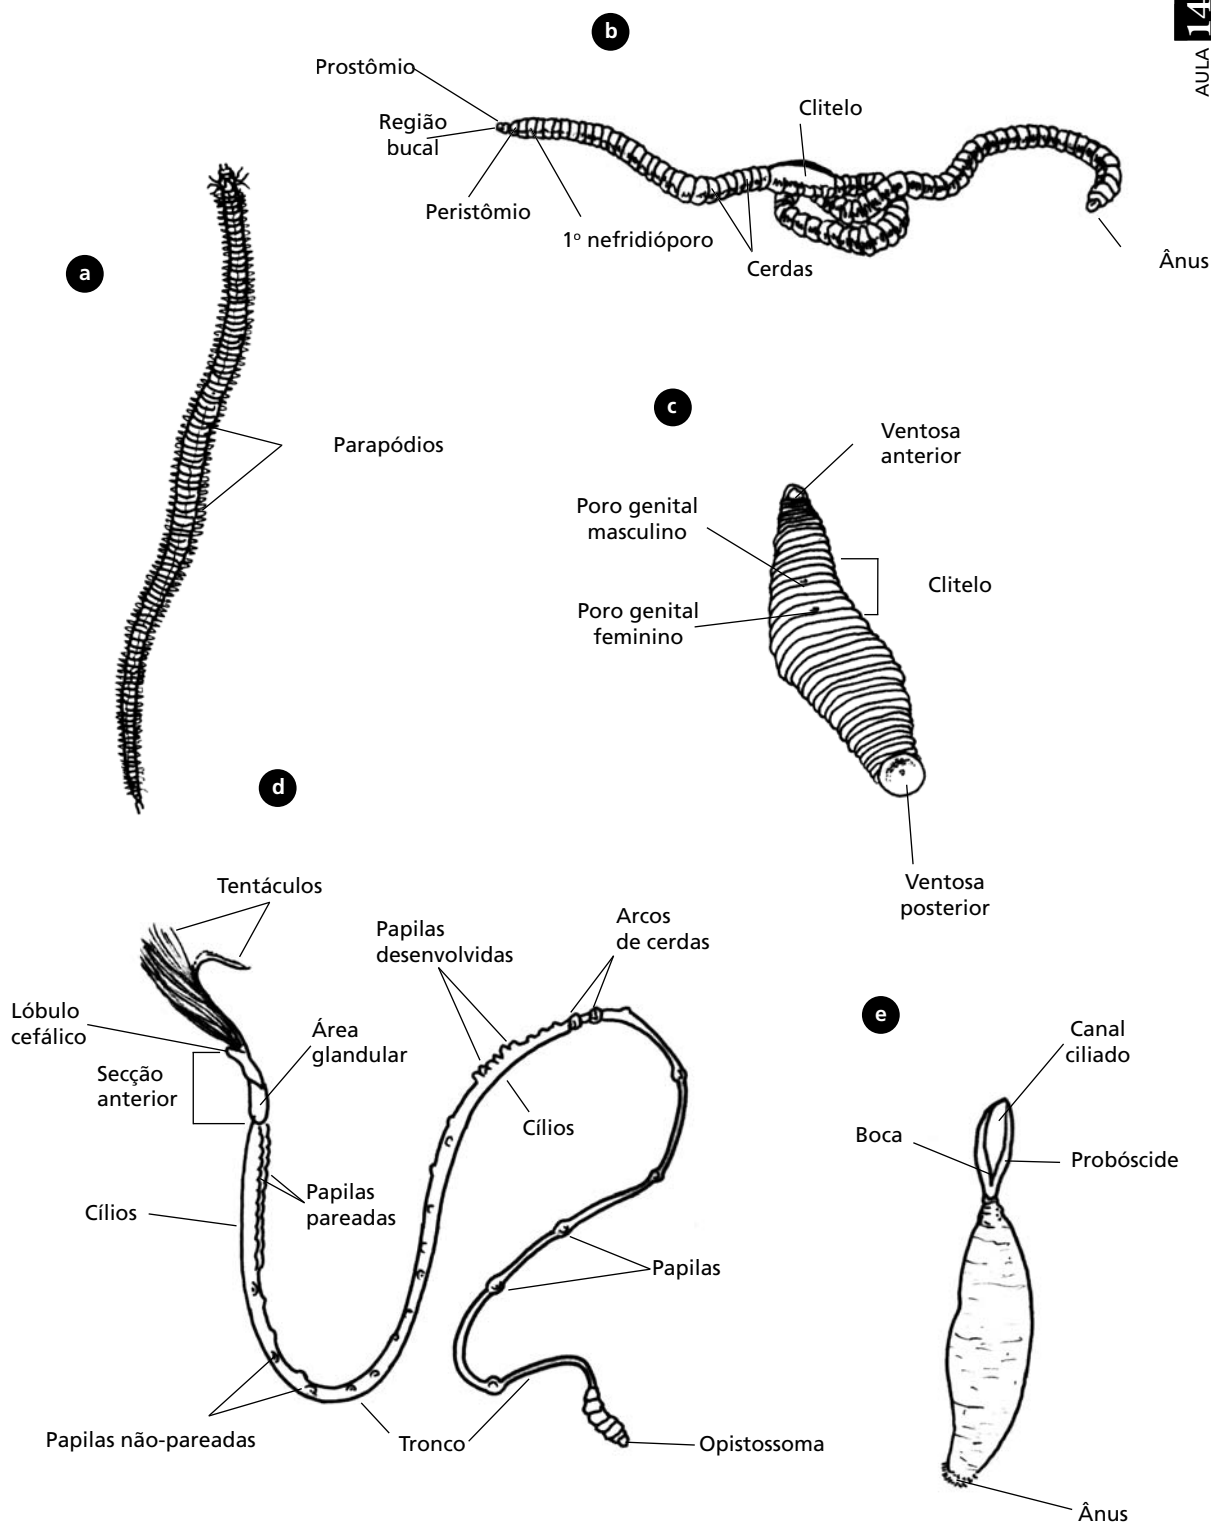 14
AULA
b
Prostômio
Clitelo
Região
bucal
Peristômio
1º nefridióporo
Cerdas
Ânus
a
Parapódios
c
Ventosa
anterior
Poro genital
masculino
Clitelo
Poro genital
feminino
Ventosa
posterior
d
Tentáculos
Papilas
desenvolvidas
Arcos
de cerdas
Lóbulo
cefálico
Área
glandular
Secção
anterior
Cílios
Papilas
pareadas
Cílios
Papilas
Papilas não-pareadas
Tronco
Opistossoma
e
Canal
ciliado
Boca
Probóscide
Ânus